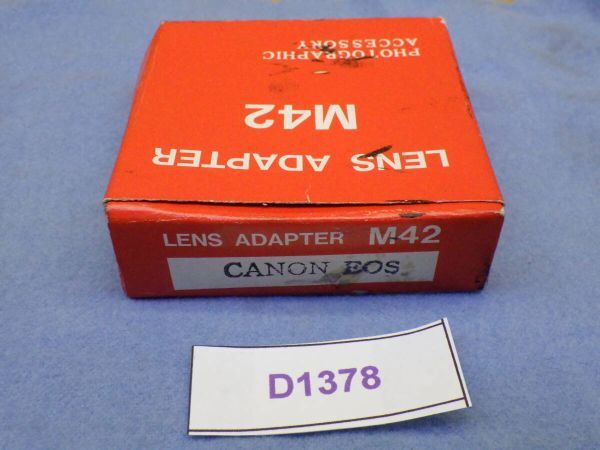 PHOTOGRAPHIC
ACCESSORY
M42
LENS ADAPTER
LENS ADAPTER M42
CANON EOS
D1378